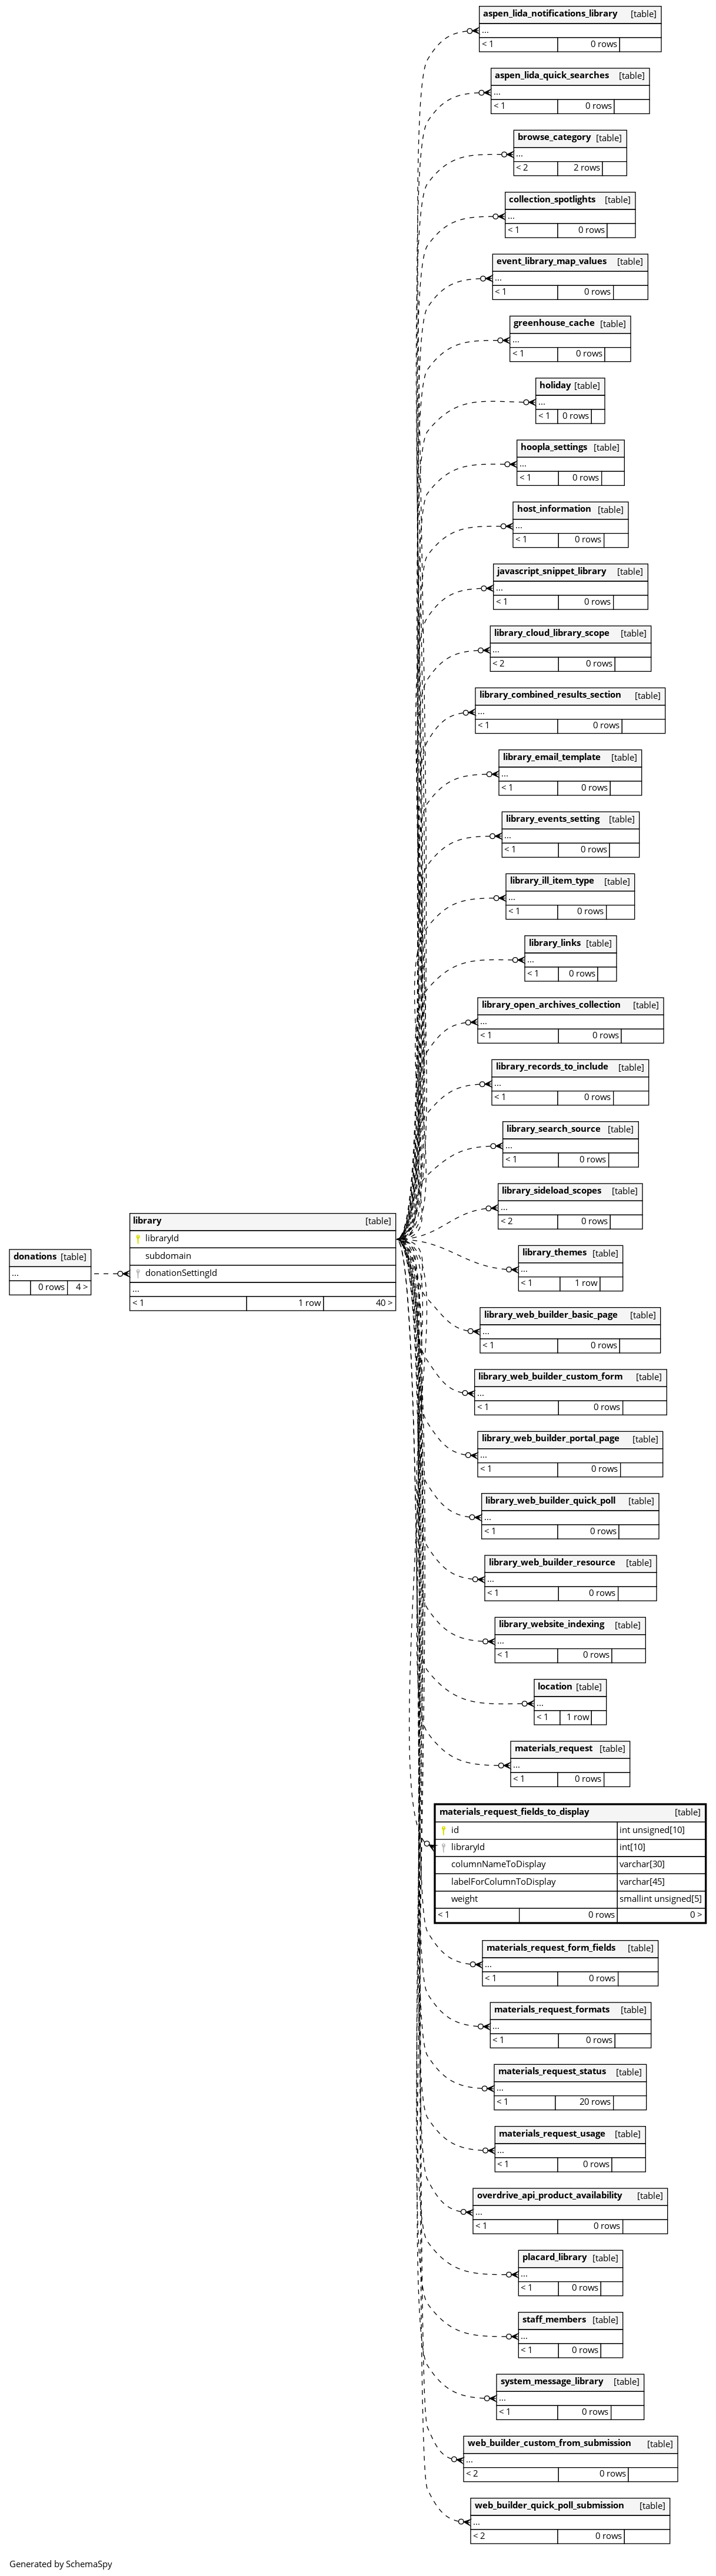 aspen_lida_notifications_library [table]
...
< 1 0 rows
aspen_lida_quick_searches [table]
...
< 1 0 rows
browse_category [table]
...
< 2 2 rows
collection_spotlights [table]
...
< 1 0 rows
event_library_map_values [table]
...
< 1 0 rows
greenhouse_cache [table]
...
< 1 0 rows
holiday [table]
...
< 1 0 rows
hoopla_settings [table]
...
< 1 0 rows
host_information [table]
...
< 1 0 rows
javascript_snippet_library [table]
...
< 1 0 rows
library_cloud_library_scope [table]
...
< 2 0 rows
library_combined_results_section [table]
...
< 1 0 rows
library_email_template [table]
...
< 1 0 rows
library_events_setting [table]
...
< 1 0 rows
library_ill_item_type [table]
...
< 1 0 rows
library_links [table]
...
< 1 0 rows
library_open_archives_collection [table]
...
< 1 0 rows
library_records_to_include [table]
...
< 1 0 rows
library_search_source [table]
...
< 1 0 rows
library_sideload_scopes [table]
...
< 2 0 rows
library [table]
libraryId
subdomain
donationSettingId
...
< 1 1 row 40 >
donations [table]
...
0 rows 4 >
library_themes [table]
...
< 1 1 row
library_web_builder_basic_page [table]
...
< 1 0 rows
library_web_builder_custom_form [table]
...
< 1 0 rows
library_web_builder_portal_page [table]
...
< 1 0 rows
library_web_builder_quick_poll [table]
...
< 1 0 rows
library_web_builder_resource [table]
...
< 1 0 rows
library_website_indexing [table]
...
< 1 0 rows
location [table]
...
< 1 1 row
materials_request [table]
...
< 1 0 rows
materials_request_fields_to_display [table]
id int unsigned[10]
libraryId int[10]
columnNameToDisplay varchar[30]
labelForColumnToDisplay varchar[45]
weight smallint unsigned[5]
< 1 0 rows 0 >
materials_request_form_fields [table]
...
< 1 0 rows
materials_request_formats [table]
...
< 1 0 rows
materials_request_status [table]
...
< 1 20 rows
materials_request_usage [table]
...
< 1 0 rows
overdrive_api_product_availability [table]
...
< 1 0 rows
placard_library [table]
...
< 1 0 rows
staff_members [table]
...
< 1 0 rows
system_message_library [table]
...
< 1 0 rows
web_builder_custom_from_submission [table]
...
< 2 0 rows
web_builder_quick_poll_submission [table]
...
< 2 0 rows
Generated by SchemaSpy